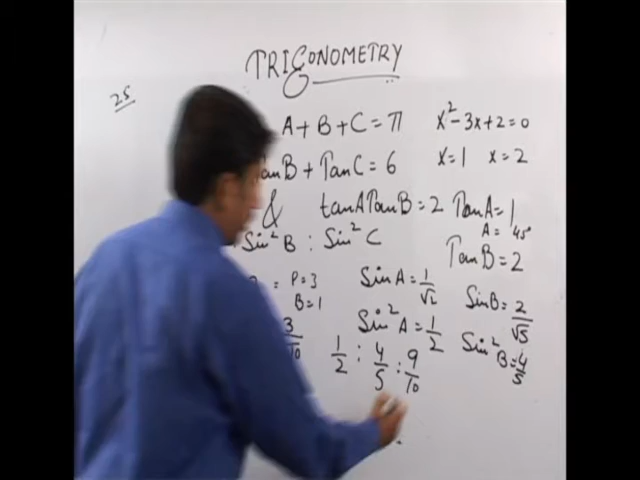 TRIGONOMETRY
25
A + B + C = π
x² - 3x + 2 = 0
TanB + TanC = 6
x = 1 x = 2
& tanA TanB = 2
TanA = 1
A = 45°
Sin²B : Sin²C
TanB = 2
= P = 3
B = 1
SinA = 1/√2
SinB = 2/√5
Sin²A = 1/2
Sin²B = 4/5
3/√10
1/2 : 4/5 : 9/10